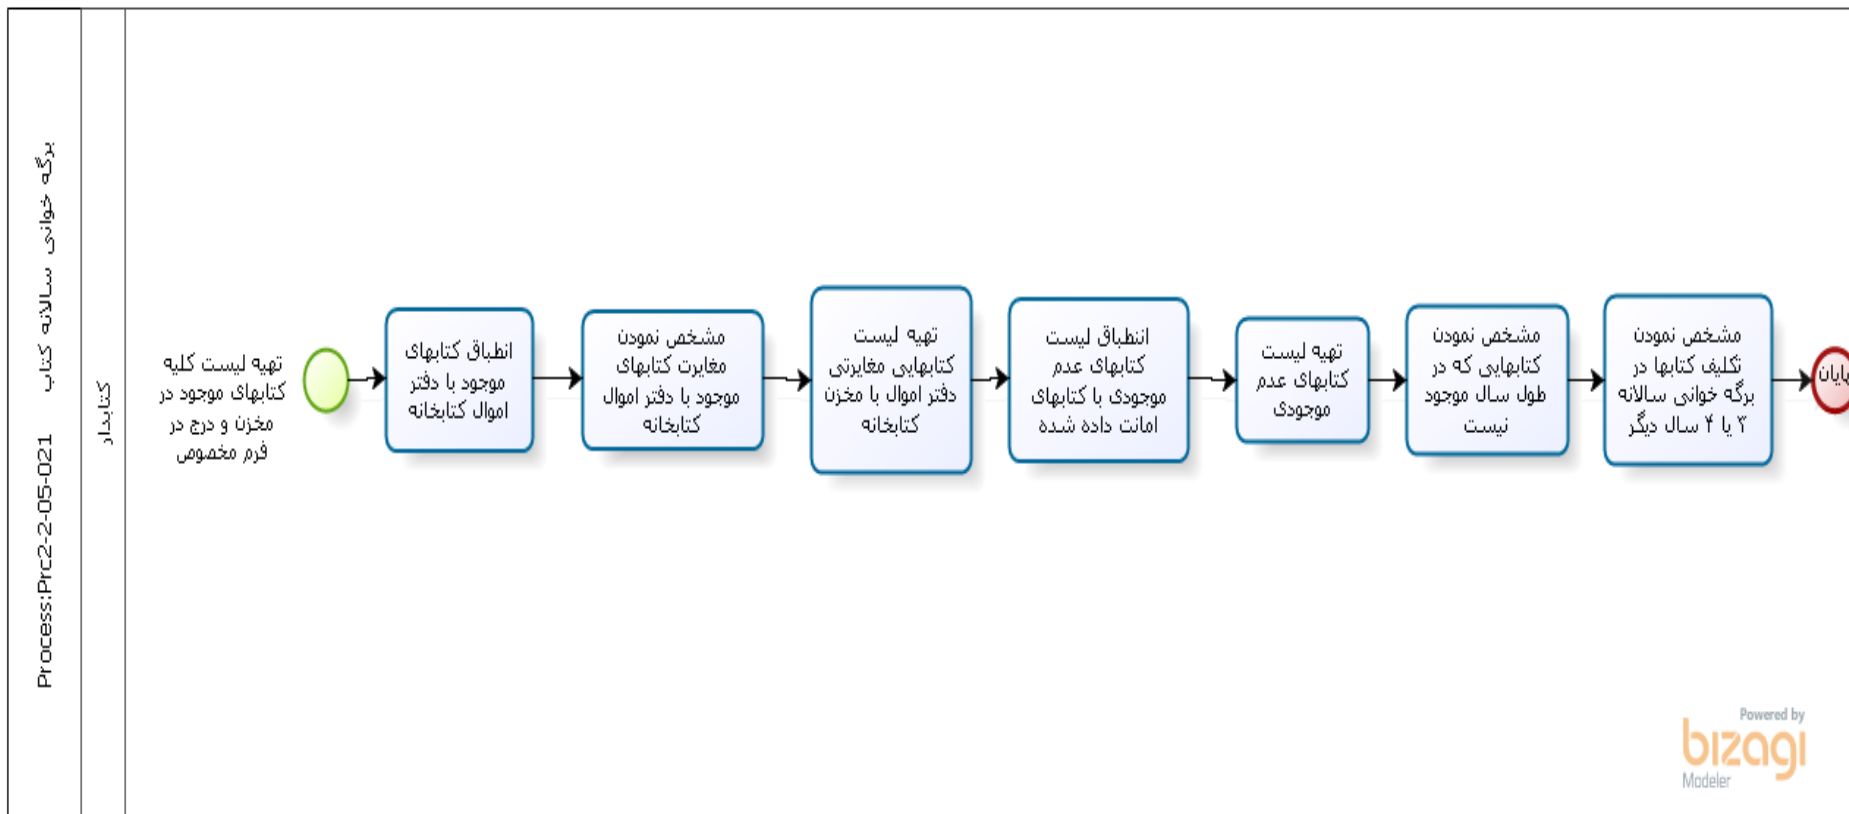 برگه خوانی سالانه کتاب
Process:Prc2-2-05-021
کتابدار
تهیه لیست کلیه
کتابهای موجود در
مخزن و درج در
فرم مخصوص
انطباق کتابهای
موجود با دفتر
اموال کتابخانه
مشخص نمودن
مغایرت کتابهای
موجود با دفتر اموال
کتابخانه
تهیه لیست
کتابهایی مغایرتی
دفتر اموال با مخزن
کتابخانه
اننطباق لیست
کتابهای عدم
موجودی با کتابهای
امانت داده شده
تهیه لیست
کتابهای عدم
موجودی
مشخص نمودن
کتابهایی که در
طول سال موجود
نیست
مشخص نمودن
تکلیف کتابها در
برگه خوانی سالانه
۳ یا ۴ سال دیگر
پایان
Powered by
bizagi
Modeler